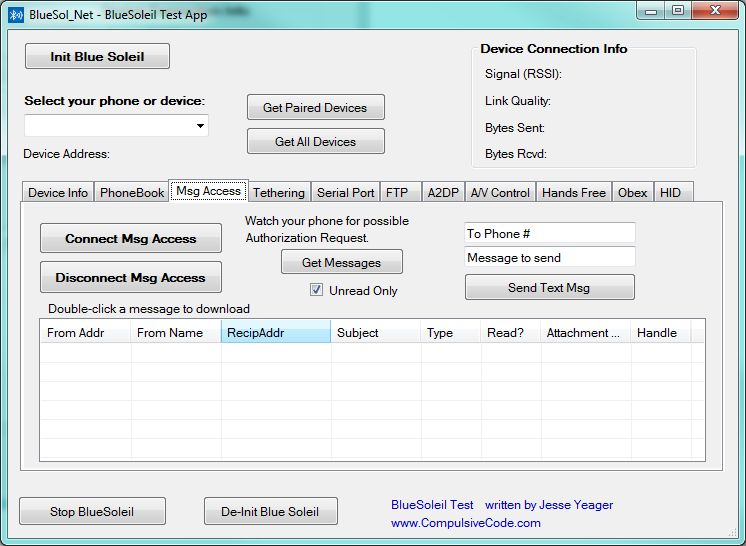 BlueSol_Net - BlueSoleil Test App
Init Blue Soleil
Device Connection Info
Signal (RSSI):
Select your phone or device:
Get Paired Devices
Link Quality:
Bytes Sent:
Get All Devices
Device Address:
Bytes Rcvd:
Device Info PhoneBook Msg Access Tethering Serial Port FTP A2DP A/V Control Hands Free Obex HID
Connect Msg Access
Watch your phone for possible
Authorization Request.
To Phone #
Message to send
Disconnect Msg Access
Get Messages
Unread Only
Send Text Msg
Double-click a message to download
From Addr From Name RecipAddr Subject Type Read? Attachment ... Handle
Stop BlueSoleil
De-Init Blue Soleil
BlueSoleil Test written by Jesse Yeager
www.CompulsiveCode.com